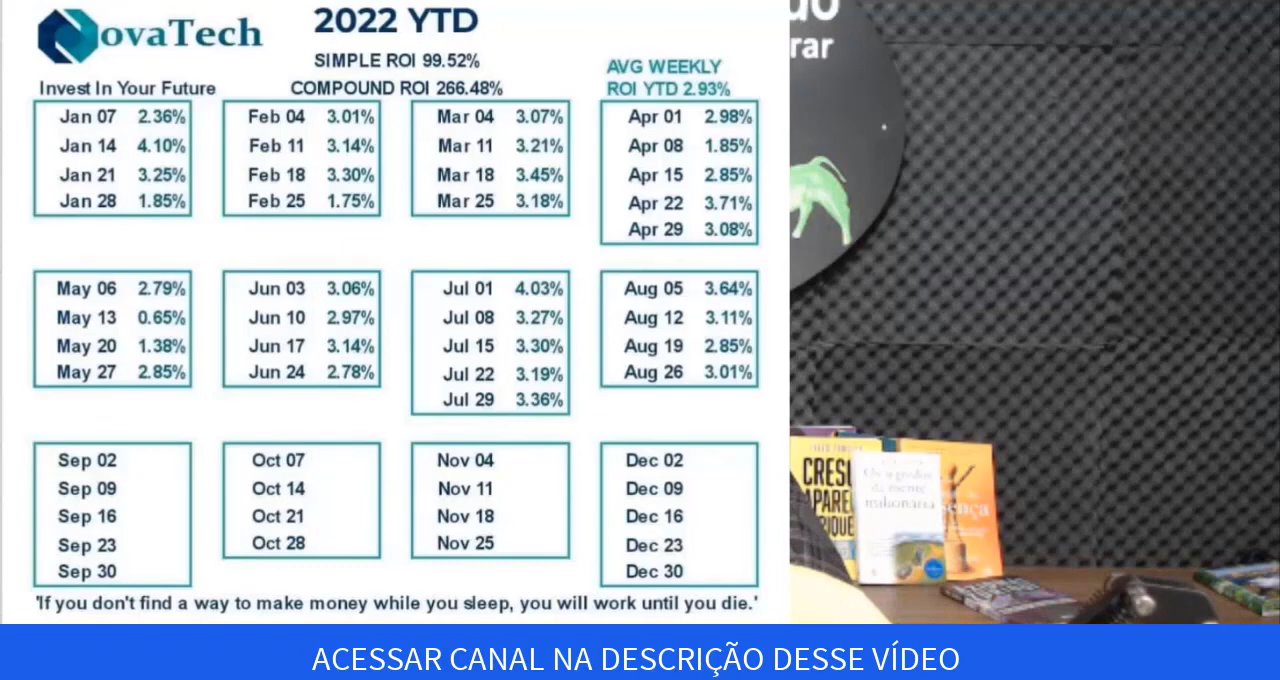 NovaTech
2022 YTD
SIMPLE ROI 99.52%
AVG WEEKLY
Invest In Your Future
COMPOUND ROI 266.48%
ROI YTD 2.93%
Jan 07 2.36%
Jan 14 4.10%
Jan 21 3.25%
Jan 28 1.85%
Feb 04 3.01%
Feb 11 3.14%
Feb 18 3.30%
Feb 25 1.75%
Mar 04 3.07%
Mar 11 3.21%
Mar 18 3.45%
Mar 25 3.18%
Apr 01 2.98%
Apr 08 1.85%
Apr 15 2.85%
Apr 22 3.71%
Apr 29 3.08%
May 06 2.79%
May 13 0.65%
May 20 1.38%
May 27 2.85%
Jun 03 3.06%
Jun 10 2.97%
Jun 17 3.14%
Jun 24 2.78%
Jul 01 4.03%
Jul 08 3.27%
Jul 15 3.30%
Jul 22 3.19%
Jul 29 3.36%
Aug 05 3.64%
Aug 12 3.11%
Aug 19 2.85%
Aug 26 3.01%
Sep 02
Sep 09
Sep 16
Sep 23
Sep 30
Oct 07
Oct 14
Oct 21
Oct 28
Nov 04
Nov 11
Nov 18
Nov 25
Dec 02
Dec 09
Dec 16
Dec 23
Dec 30
'If you don't find a way to make money while you sleep, you will work until you die.'
rar
Os segredos
da mente
milionária
ACESSAR CANAL NA DESCRIÇÃO DESSE VÍDEO